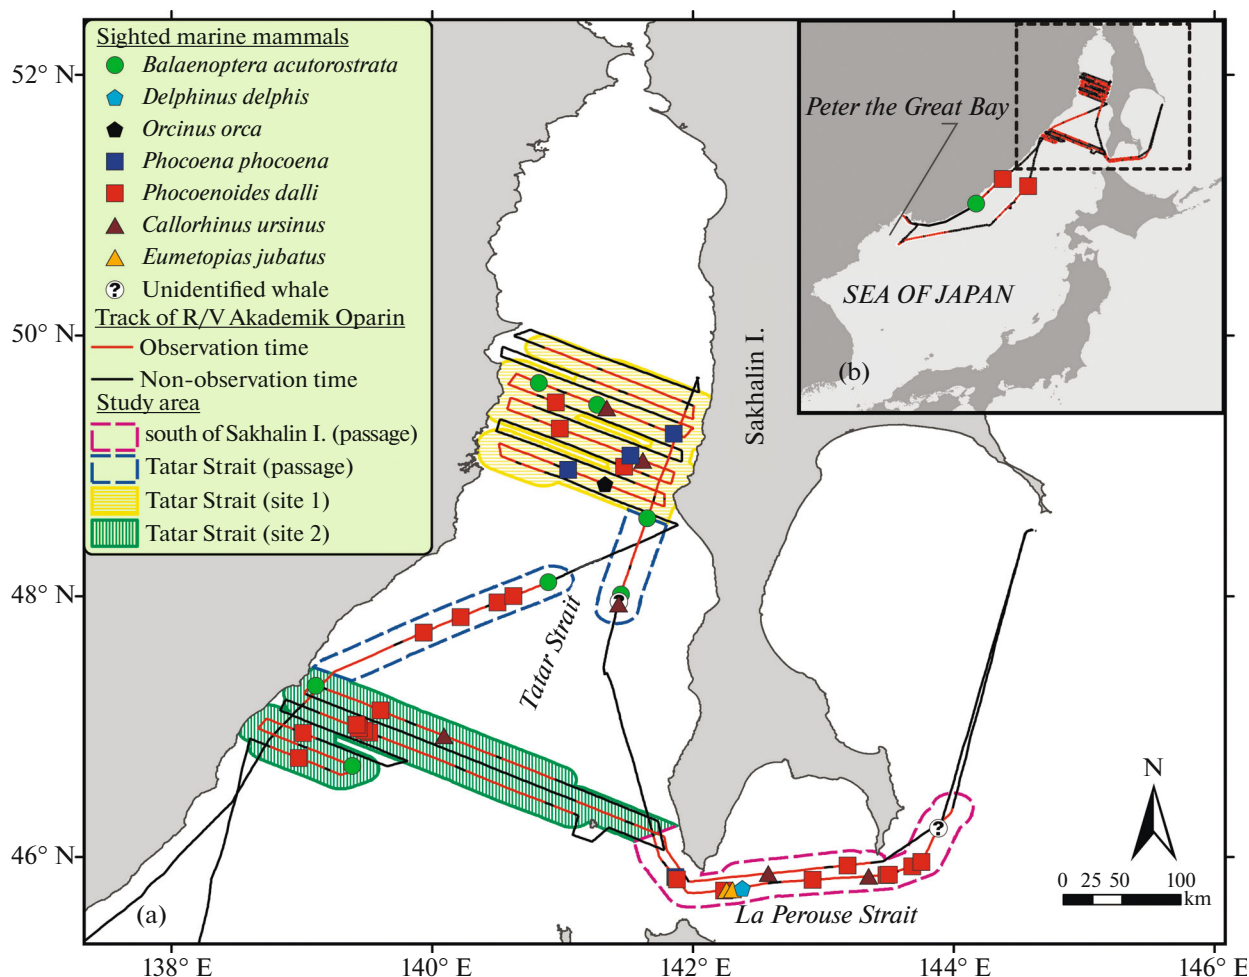 Sighted marine mammals
Balaenoptera acutorostrata
Delphinus delphis
Orcinus orca
Phocoena phocoena
Phocoenoides dalli
Callorhinus ursinus
Eumetopias jubatus
? Unidentified whale
Track of R/V Akademik Oparin
Observation time
Non-observation time
Study area
south of Sakhalin I. (passage)
Tatar Strait (passage)
Tatar Strait (site 1)
Tatar Strait (site 2)
52° N
50° N
48° N
46° N
Peter the Great Bay
SEA OF JAPAN
(b)
Sakhalin I.
Tatar Strait
?
?
La Perouse Strait
(a)
N
0 25 50 100
km
138° E
140° E
142° E
144° E
146° E